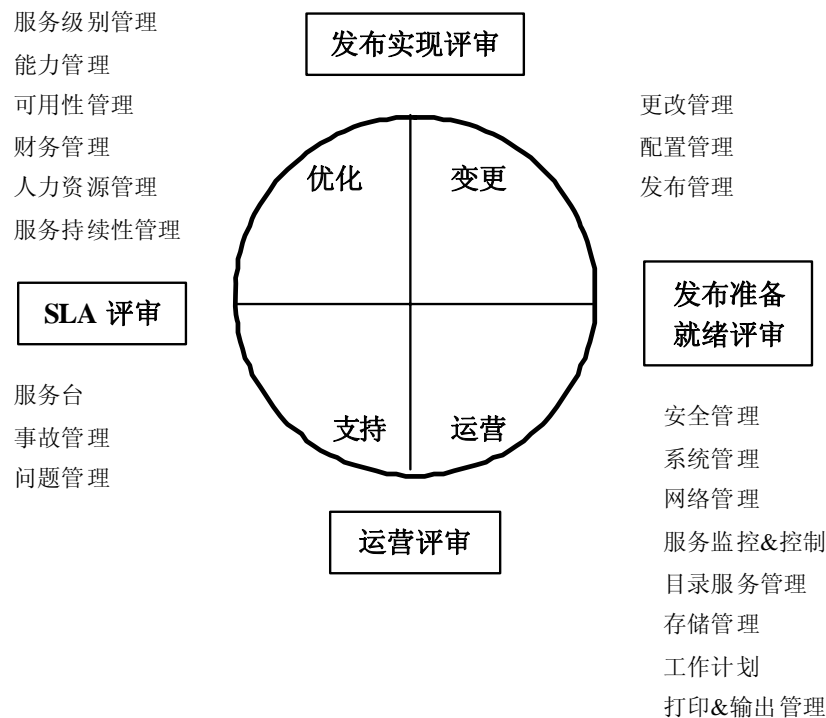 服务级别管理
能力管理
可用性管理
财务管理
人力资源管理
服务持续性管理
发布实现评审
更改管理
配置管理
发布管理
优化
变更
SLA 评审
发布准备
就绪评审
支持
运营
服务台
事故管理
问题管理
运营评审
安全管理
系统管理
网络管理
服务监控&控制
目录服务管理
存储管理
工作计划
打印&输出管理